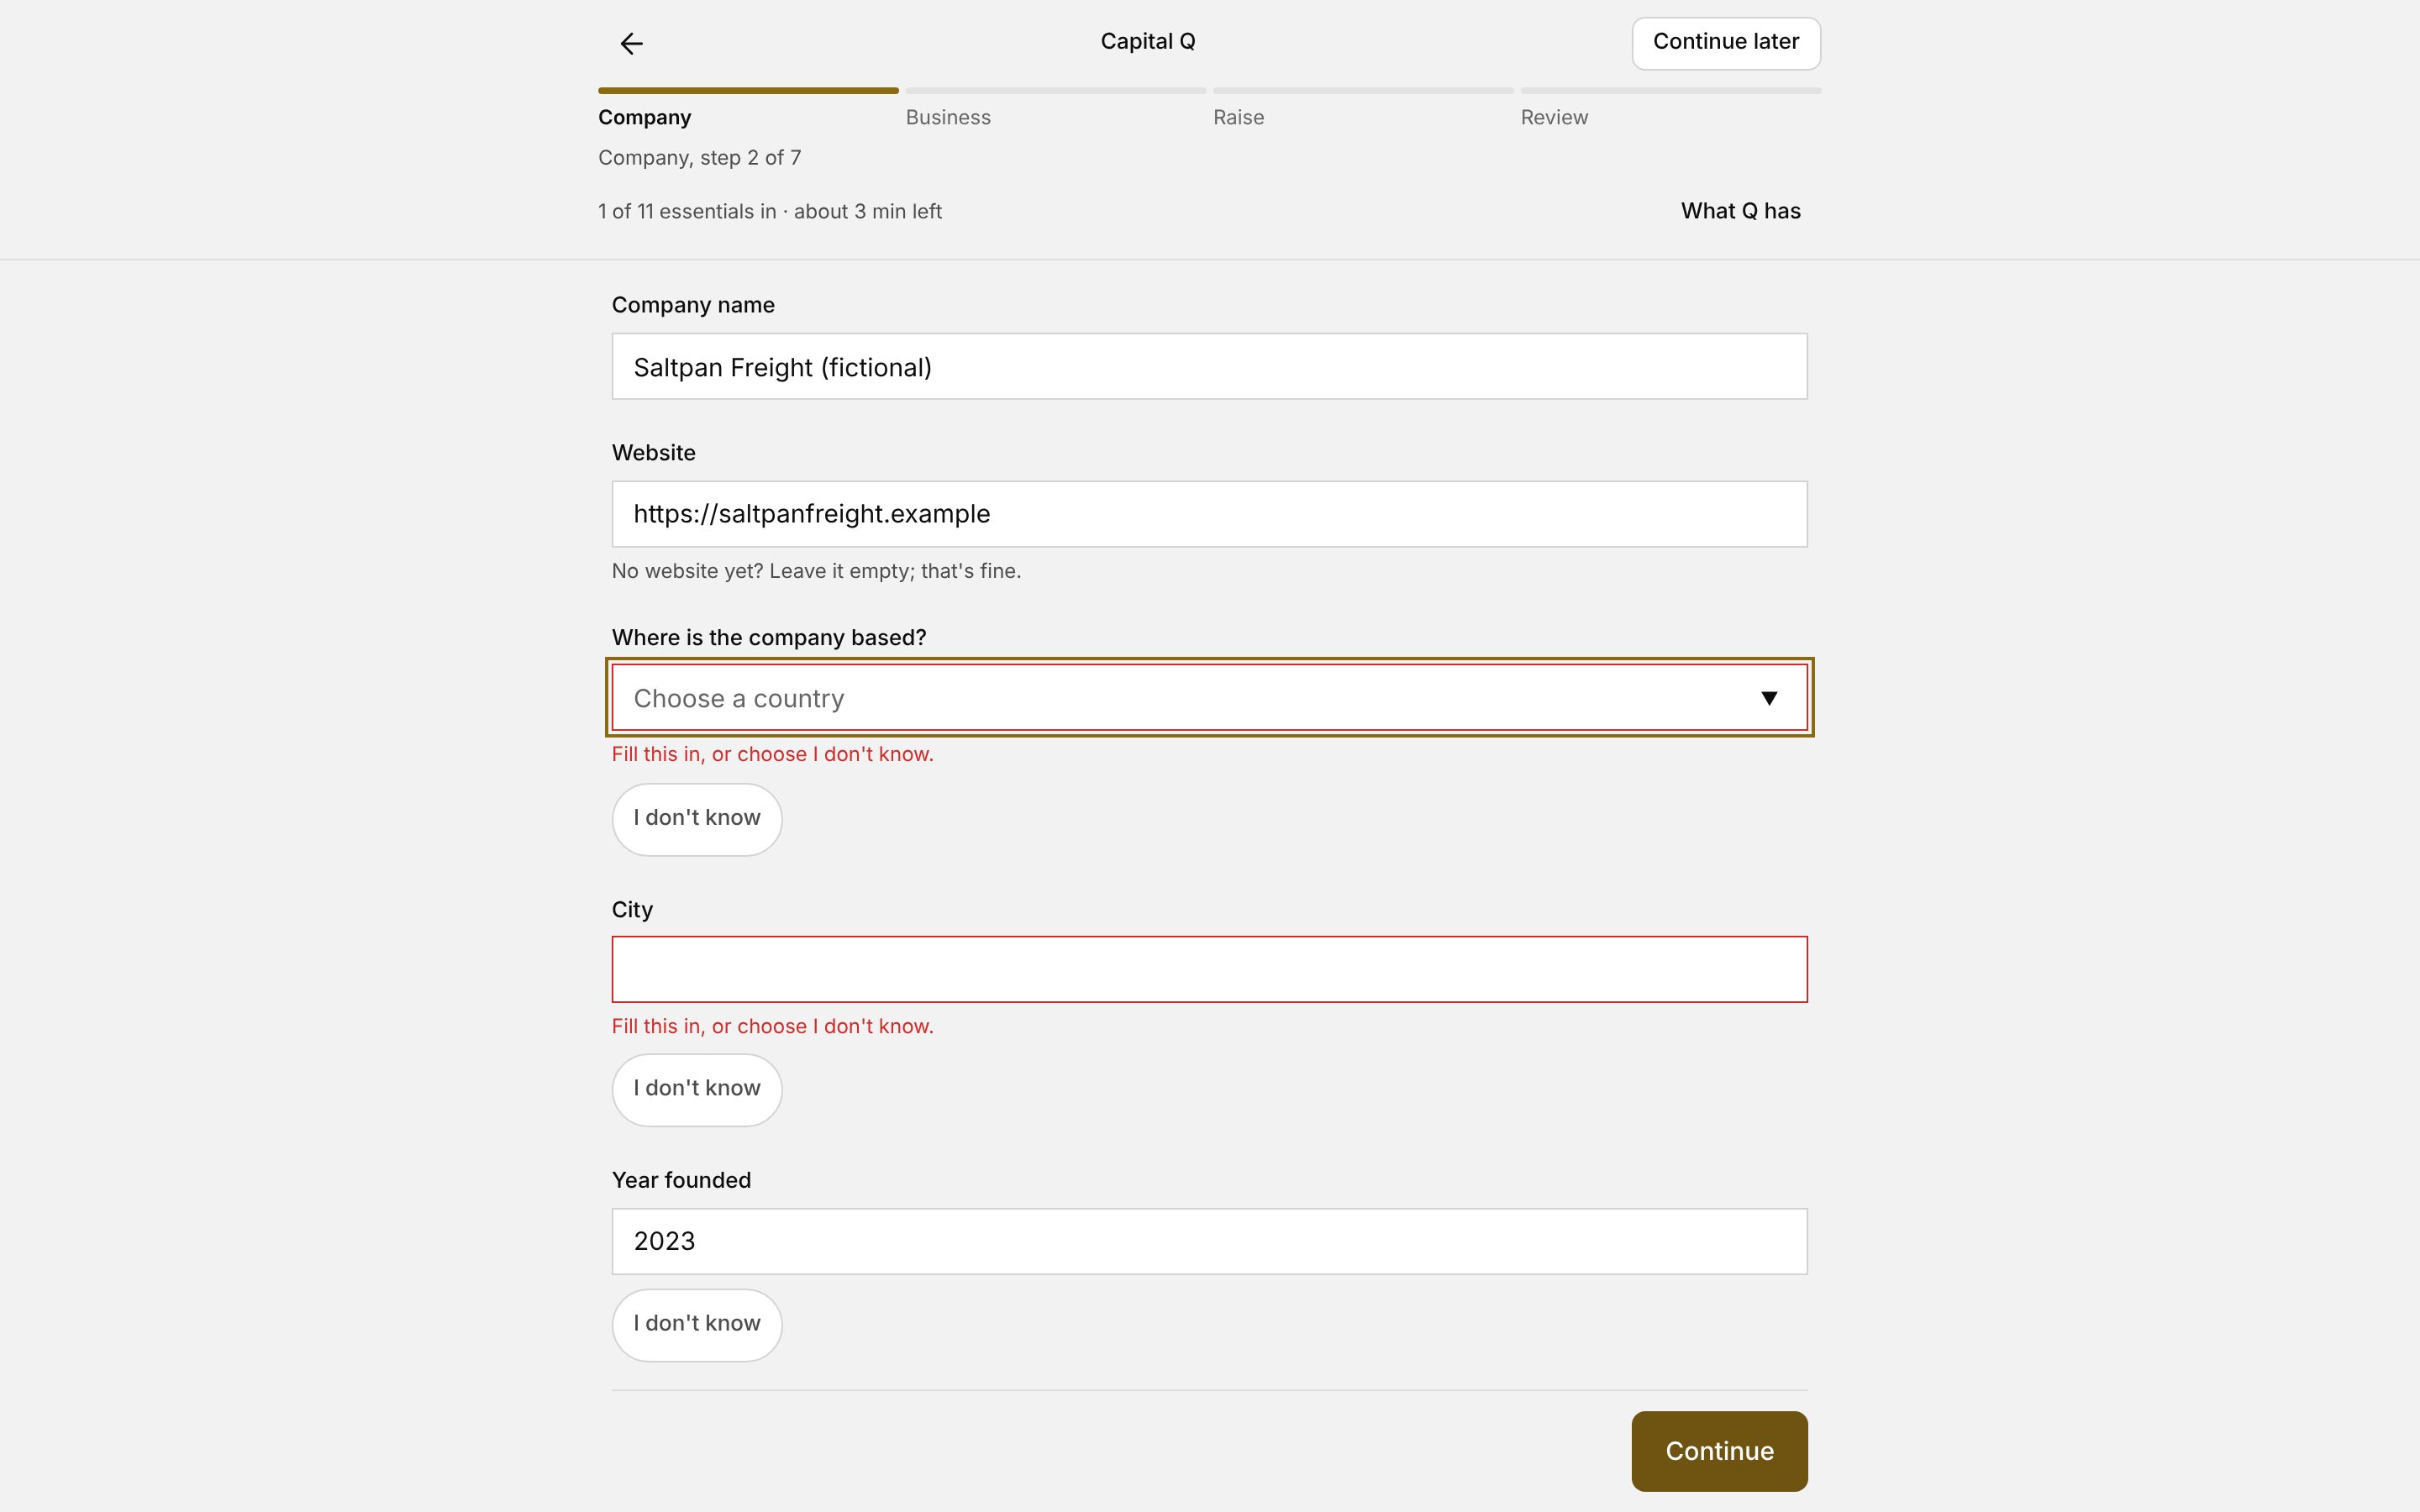 Capital Q
Continue later
Company
Business
Raise
Review
Company, step 2 of 7
1 of 11 essentials in · about 3 min left
What Q has
Company name
Saltpan Freight (fictional)
Website
https://saltpanfreight.example
No website yet? Leave it empty; that's fine.
Where is the company based?
Choose a country
Fill this in, or choose I don't know.
I don't know
City
Fill this in, or choose I don't know.
I don't know
Year founded
2023
I don't know
Continue